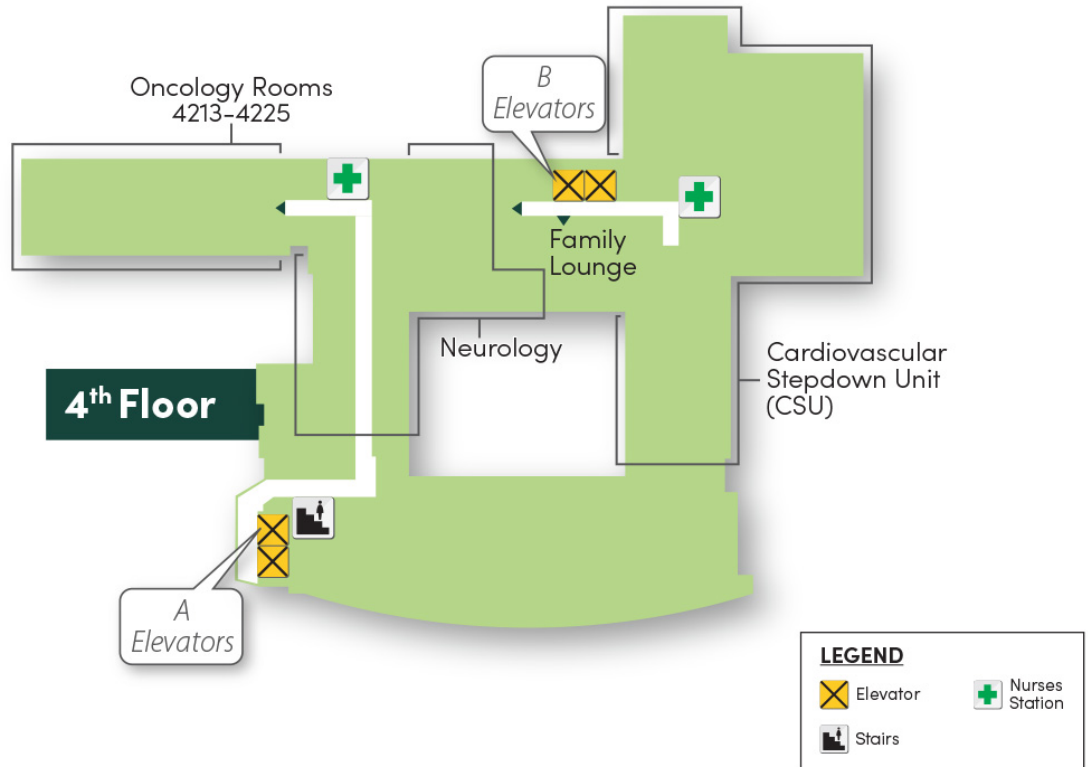 Oncology Rooms
4213-4225
B
Elevators
Family
Lounge
Neurology
Cardiovascular
Stepdown Unit
(CSU)
4th Floor
A
Elevators
LEGEND
Elevator
Nurses
Station
Stairs